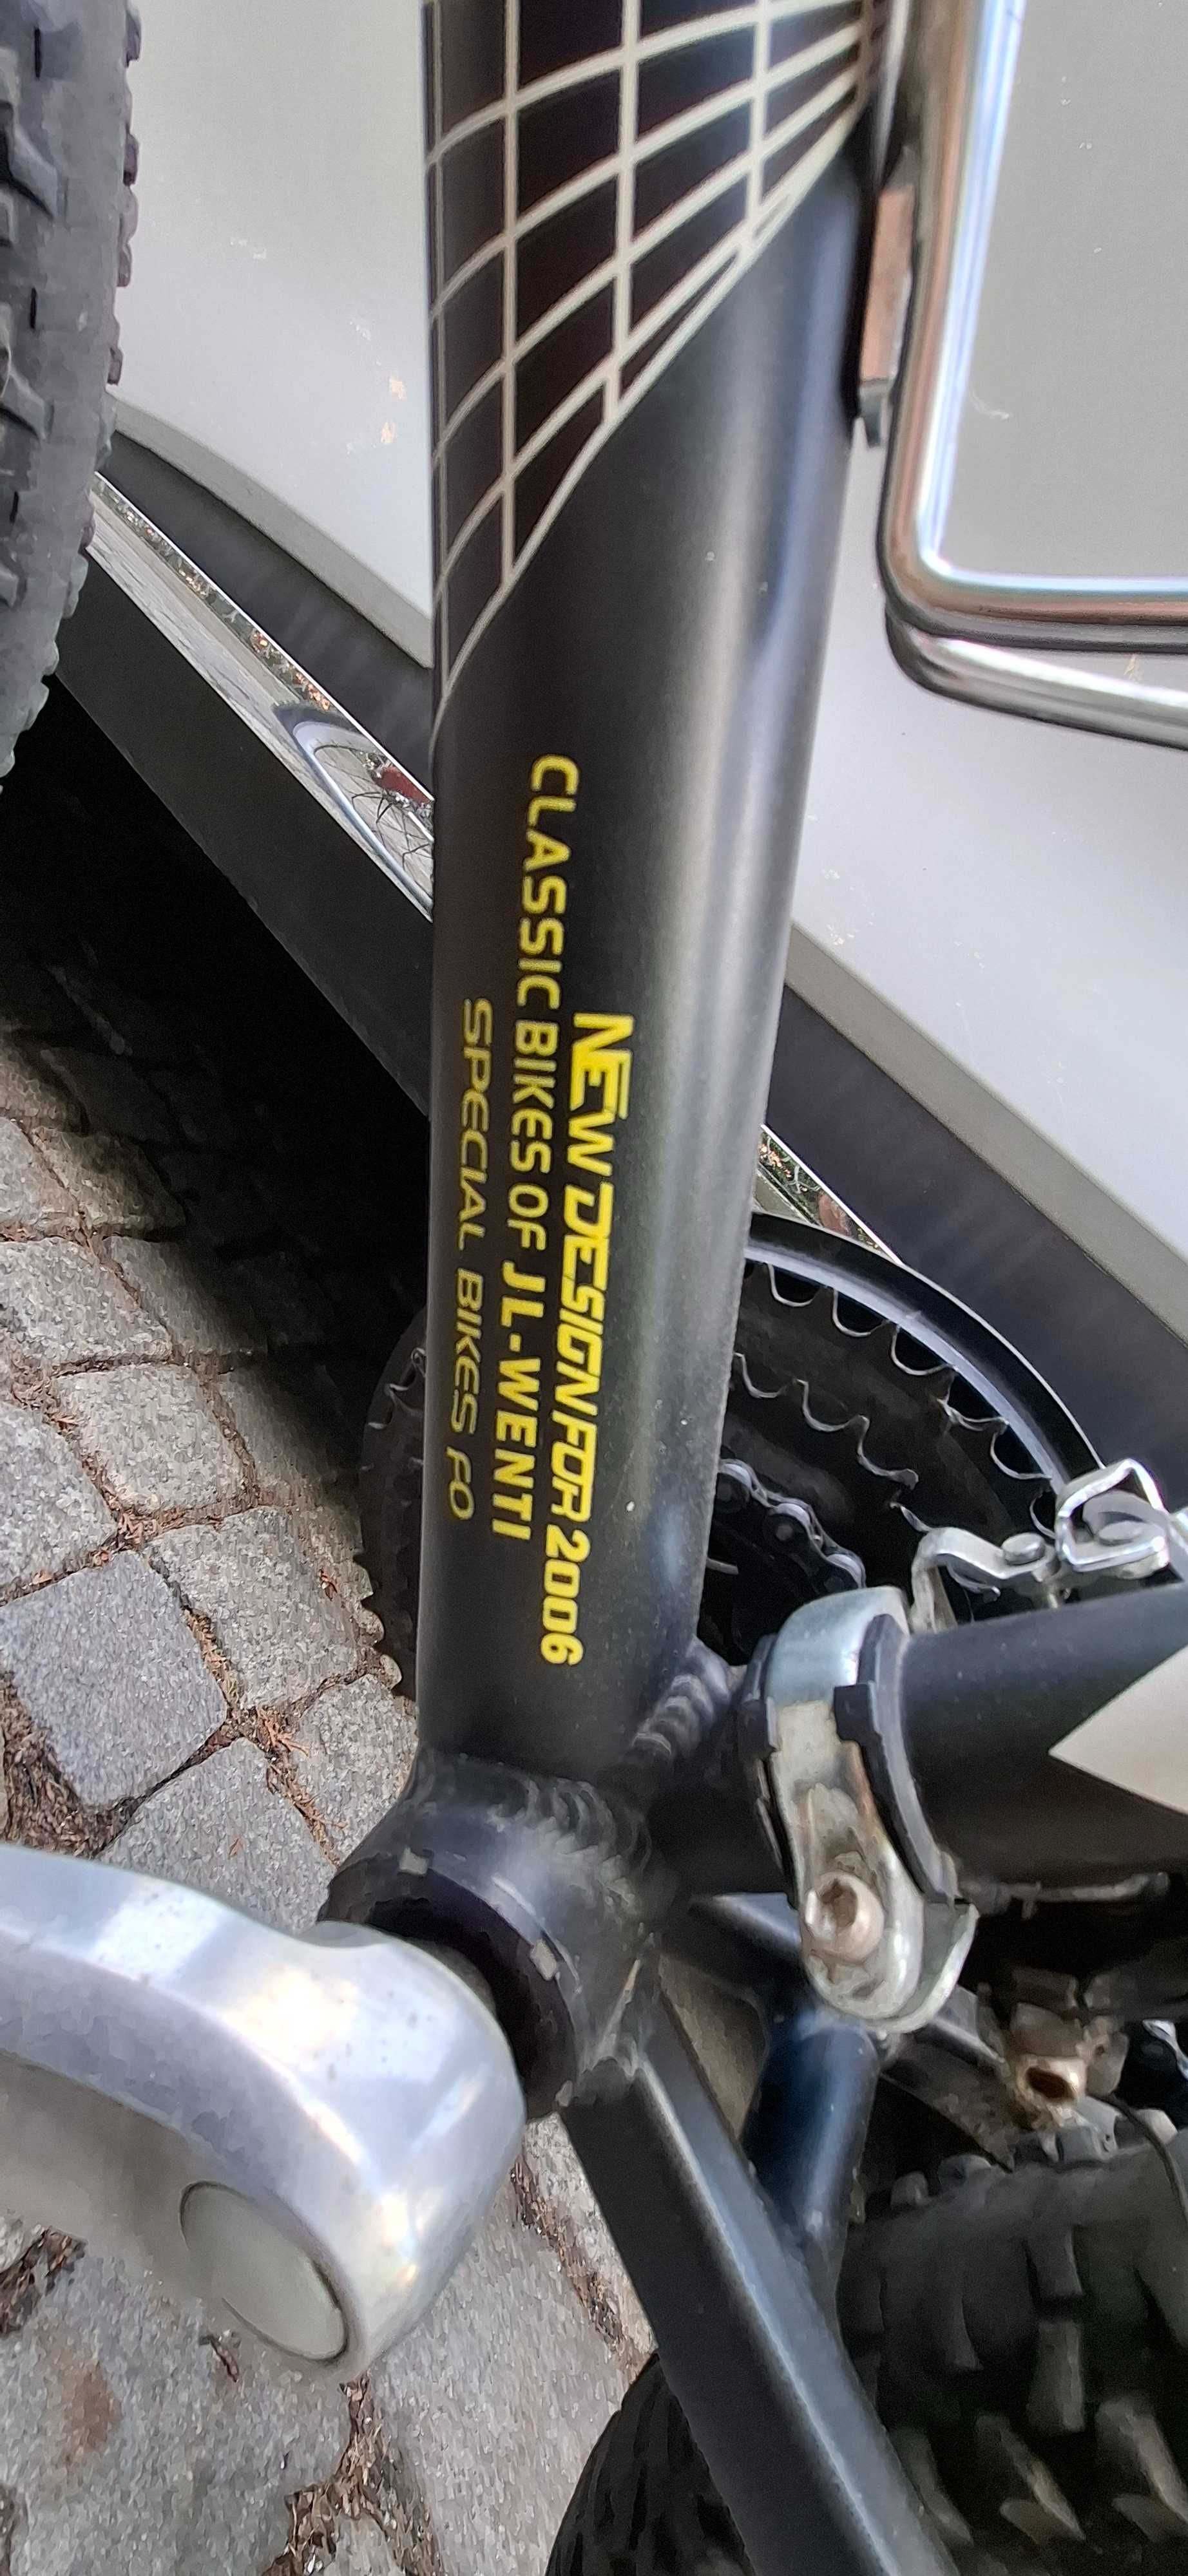 NEW DESIGN FOR 2006
CLASSIC BIKES OF JL-WENTI
SPECIAL BIKES FO